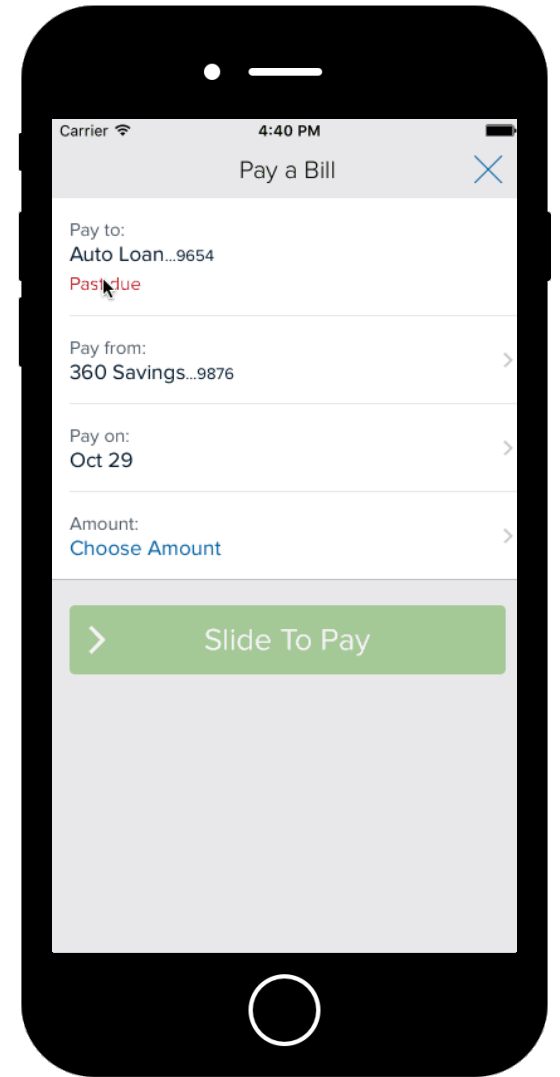 Carrier 4:40 PM
Pay a Bill
Pay to:
Auto Loan...9654
Past due
Pay from:
360 Savings...9876
Pay on:
Oct 29
Amount:
Choose Amount
Slide To Pay